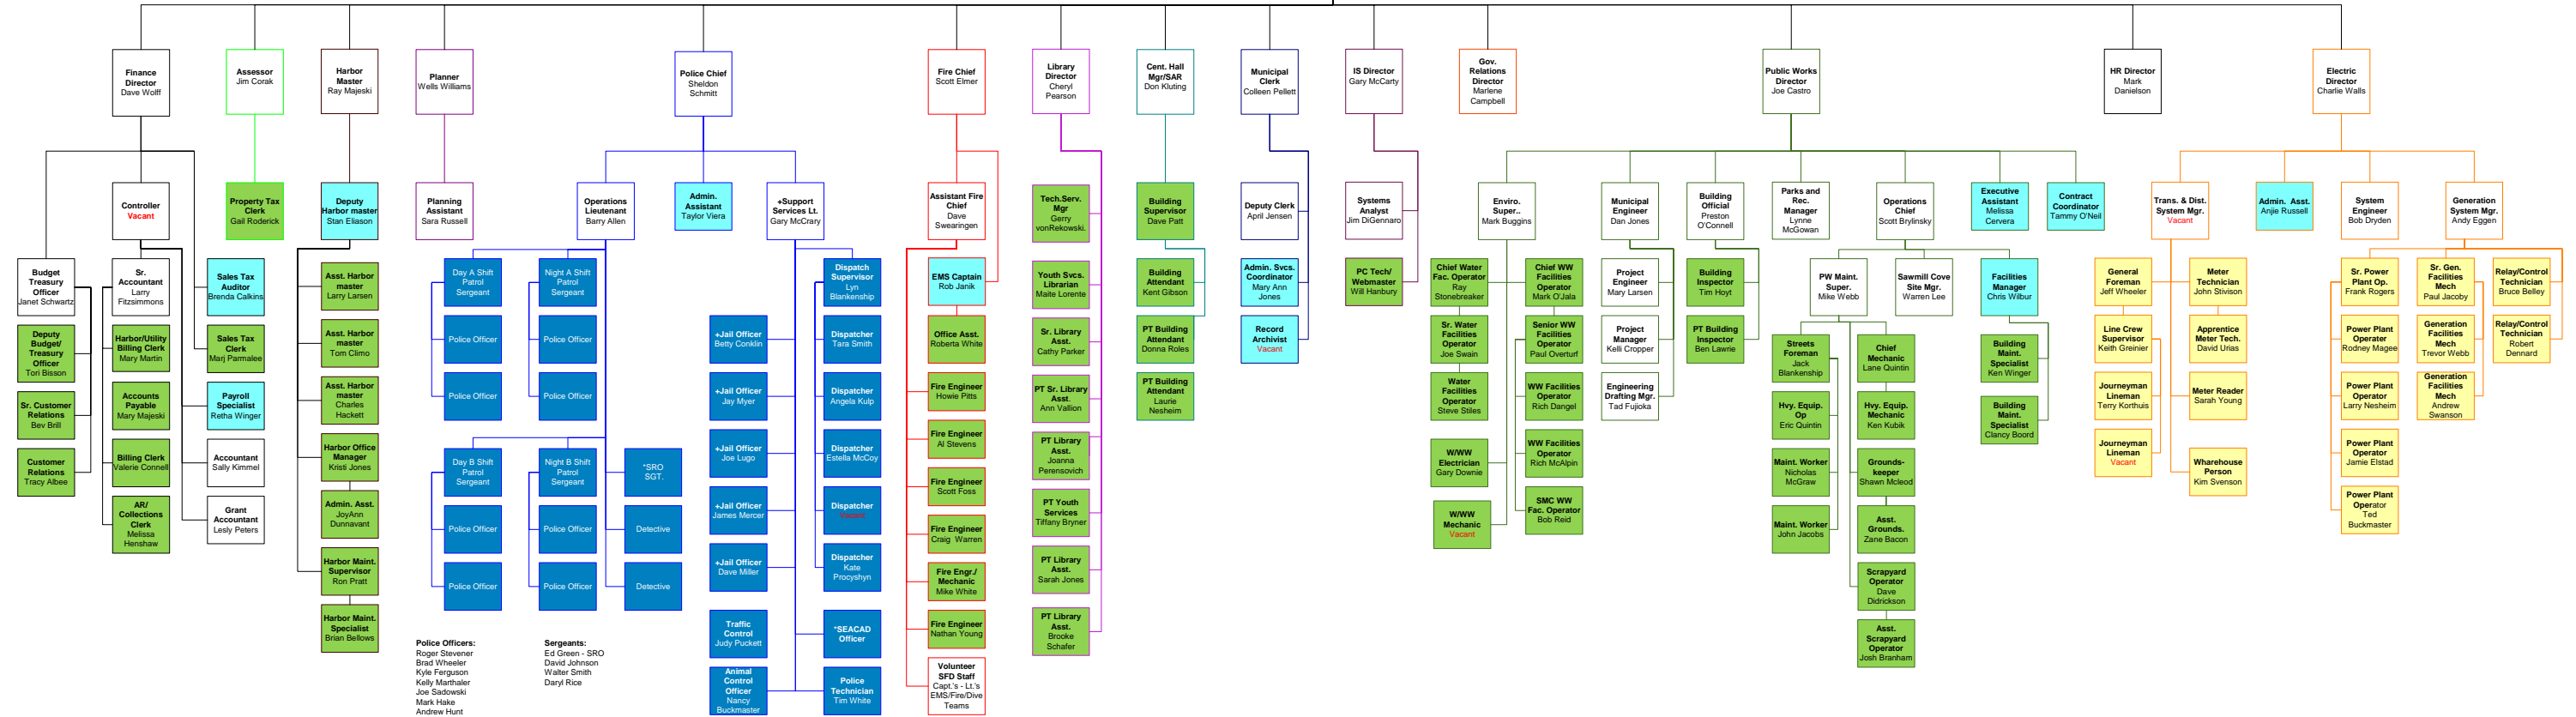 Finance
Director
Dave Wolff
Assessor
Jim Corak
Harbor
Master
Ray Majeski
Planner
Wells Williams
Police Chief
Sheldon
Schmitt
Fire Chief
Scott Elmer
Library
Director
Cheryl
Pearson
Cent. Hall
Mgr/SAR
Don Kluting
Municipal
Clerk
Colleen Pellett
IS Director
Gary McCarty
Gov.
Relations
Director
Marlene
Campbell
Public Works
Director
Joe Castro
HR Director
Mark
Danielson
Electric
Director
Charlie Walls
Controller
Vacant
Property Tax
Clerk
Gail Roderick
Deputy
Harbor master
Stan Eliason
Planning
Assistant
Sara Russell
Operations
Lieutenant
Barry Allen
Admin.
Assistant
Taylor Viera
+Support
Services Lt.
Gary McCrary
Assistant Fire
Chief
Dave
Swearingen
Tech.Serv.
Mgr
Gerry
vonRekowski.
Building
Supervisor
Dave Patt
Deputy Clerk
April Jensen
Systems
Analyst
Jim DiGennaro
Enviro.
Super..
Mark Buggins
Municipal
Engineer
Dan Jones
Building
Official
Preston
O'Connell
Parks and
Rec.
Manager
Lynne
McGowan
Operations
Chief
Scott Brylinsky
Executive
Assistant
Melissa
Cervera
Contract
Coordinator
Tammy O'Neil
Trans. & Dist.
System Mgr.
Vacant
Admin. Asst.
Anjie Russell
System
Engineer
Bob Dryden
Generation
System Mgr.
Andy Eggen
Budget
Treasury
Officer
Janet Schwartz
Sr.
Accountant
Larry
Fitzsimmons
Sales Tax
Auditor
Brenda Calkins
Asst. Harbor
master
Larry Larsen
Day A Shift
Patrol
Sergeant
Night A Shift
Patrol
Sergeant
Dispatch
Supervisor
Lyn
Blankenship
EMS Captain
Rob Janik
Youth Svcs.
Librarian
Maite Lorente
Building
Attendant
Kent Gibson
Admin. Svcs.
Coordinator
Mary Ann
Jones
PC Tech/
Webmaster
Will Hanbury
Chief Water
Fac. Operator
Ray
Stonebreaker
Chief WW
Facilities
Operator
Mark O'Jala
Project
Engineer
Mary Larsen
Building
Inspector
Tim Hoyt
PW Maint.
Super.
Mike Webb
Sawmill Cove
Site Mgr.
Warren Lee
Facilities
Manager
Chris Wilbur
General
Foreman
Jeff Wheeler
Meter
Technician
John Stivison
Sr. Power
Plant Op.
Frank Rogers
Sr. Gen.
Facilities
Mech
Paul Jacoby
Relay/Control
Technician
Bruce Belley
Deputy
Budget/
Treasury
Officer
Tori Bisson
Harbor/Utility
Billing Clerk
Mary Martin
Sales Tax
Clerk
Marj Parmalee
Asst. Harbor
master
Tom Climo
Police Officer
Police Officer
+Jail Officer
Betty Conklin
Dispatcher
Tara Smith
Office Asst.
Roberta White
Sr. Library
Asst.
Cathy Parker
PT Building
Attendant
Donna Roles
Record
Archivist
Vacant
Sr. Water
Facilities
Operator
Joe Swain
Senior WW
Facilities
Operator
Paul Overturf
Project
Manager
Kelli Cropper
PT Building
Inspector
Ben Lawrie
Streets
Foreman
Jack
Blankenship
Chief
Mechanic
Lane Quintin
Building
Maint.
Specialist
Ken Winger
Line Crew
Supervisor
Keith Greinier
Apprentice
Meter Tech.
David Urias
Power Plant
Operator
Rodney Magee
Generation
Facilities
Mech
Trevor Webb
Relay/Control
Technician
Robert
Dennard
Sr. Customer
Relations
Bev Brill
Accounts
Payable
Mary Majeski
Payroll
Specialist
Retha Winger
Asst. Harbor
master
Charles
Hackett
Police Officer
Police Officer
+Jail Officer
Jay Myer
Dispatcher
Angela Kulp
Fire Engineer
Howie Pitts
PT Sr. Library
Asst.
Ann Vallion
PT Building
Attendant
Laurie
Nesheim
Water
Facilities
Operator
Steve Stiles
WW Facilities
Operator
Rich Dangel
Engineering
Drafting Mgr.
Tad Fujioka
Hvy. Equip.
Op
Eric Quintin
Hvy. Equip.
Mechanic
Ken Kubik
Building
Maint.
Specialist
Clancy Boord
Journeyman
Lineman
Terry Korthuis
Meter Reader
Sarah Young
Power Plant
Operator
Larry Nesheim
Generation
Facilities
Mech
Andrew
Swanson
Customer
Relations
Tracy Albee
Billing Clerk
Valerie Connell
Accountant
Sally Kimmel
Harbor Office
Manager
Kristi Jones
Day B Shift
Patrol
Sergeant
Night B Shift
Patrol
Sergeant
*SRO
SGT.
+Jail Officer
Joe Lugo
Dispatcher
Estella McCoy
Fire Engineer
Al Stevens
PT Library
Asst.
Joanna
Perensovich
W/WW
Electrician
Gary Downie
WW Facilities
Operator
Rich McAlpin
Maint. Worker
Nicholas
McGraw
Grounds-
keeper
Shawn Mcleod
Journeyman
Lineman
Vacant
Wharehouse
Person
Kim Svenson
Power Plant
Operator
Jamie Elstad
AR/
Collections
Clerk
Melissa
Henshaw
Grant
Accountant
Lesly Peters
Admin. Asst.
JoyAnn
Dunnavant
Police Officer
Police Officer
Detective
+Jail Officer
James Mercer
Dispatcher
Vacant
Fire Engineer
Scott Foss
PT Youth
Services
Tiffany Bryner
W/WW
Mechanic
Vacant
SMC WW
Fac. Operator
Bob Reid
Maint. Worker
John Jacobs
Asst.
Grounds.
Zane Bacon
Power Plant
Operator
Ted
Buckmaster
Harbor Maint.
Supervisor
Ron Pratt
Police Officer
Police Officer
Detective
+Jail Officer
Dave Miller
Dispatcher
Kate
Procyshyn
Fire Engineer
Craig Warren
PT Library
Asst.
Sarah Jones
Scrapyard
Operator
Dave
Didrickson
Fire Engr./
Mechanic
Mike White
Harbor Maint.
Specialist
Brian Bellows
Traffic
Control
Judy Puckett
*SEACAD
Officer
Fire Engineer
Nathan Young
PT Library
Asst.
Brooke
Schafer
Asst.
Scrapyard
Operator
Josh Branham
Police Officers:
Roger Stevener
Brad Wheeler
Kyle Ferguson
Kelly Marthaler
Joe Sadowski
Mark Hake
Andrew Hunt
Sergeants:
Ed Green - SRO
David Johnson
Walter Smith
Daryl Rice
Animal
Control
Officer
Nancy
Buckmaster
Police
Technician
Tim White
Volunteer
SFD Staff
Capt.'s - Lt.'s
EMS/Fire/Dive
Teams